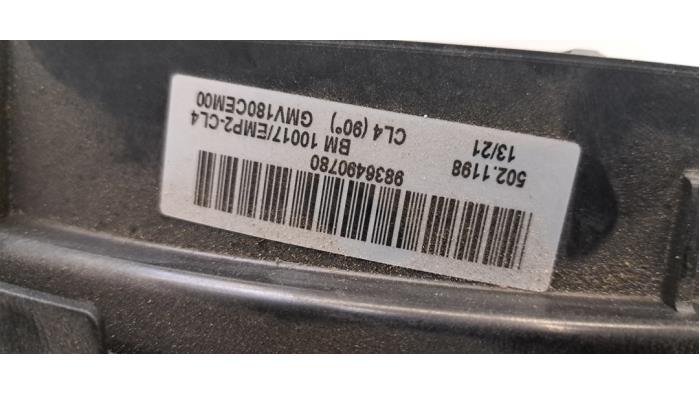 9836490780
502.1198
BM 10017/EMP2-CL4
13/21
CL4 (90°) GMV180CEM00